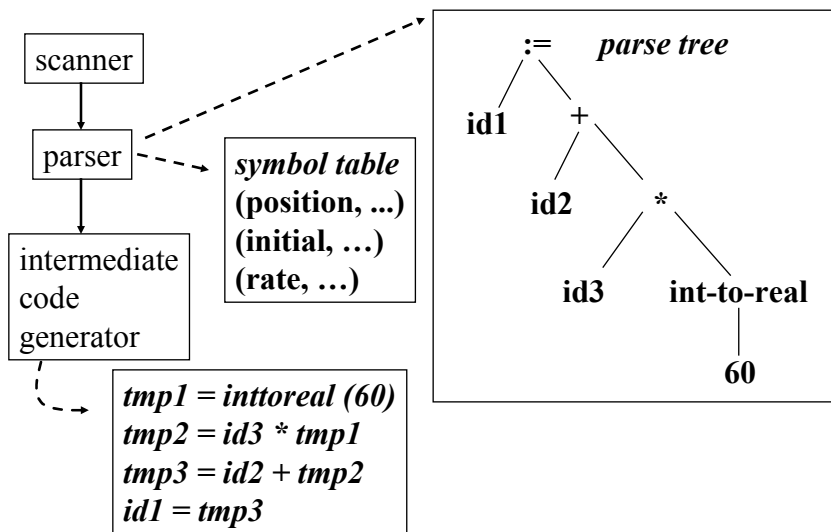 scanner
parser
intermediate
code
generator
symbol table
(position, ...)
(initial, …)
(rate, …)
tmp1 = inttoreal (60)
tmp2 = id3 * tmp1
tmp3 = id2 + tmp2
id1 = tmp3
:= parse tree
id1 +
id2 *
id3 int-to-real
60